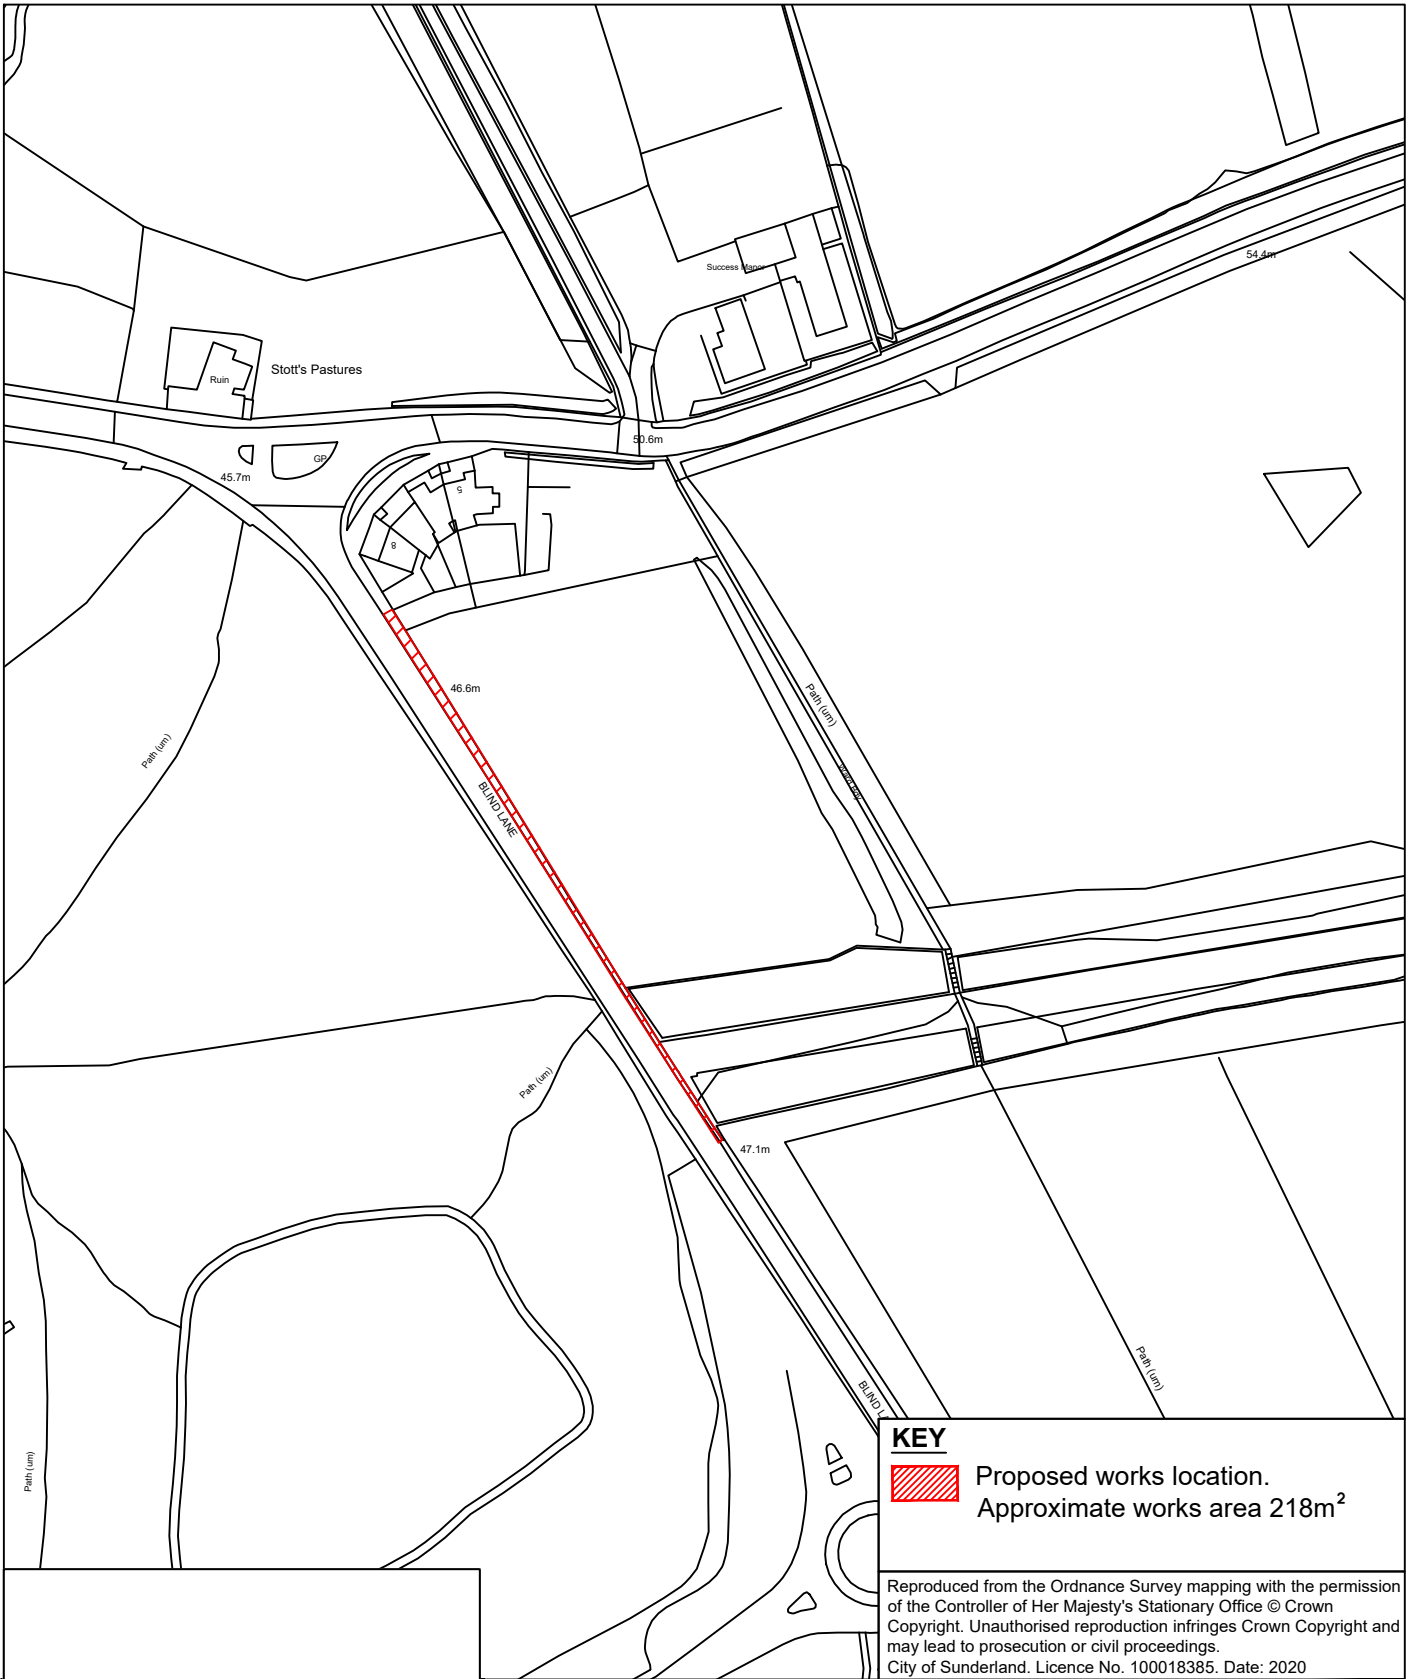 54.4m
Success Manor
Stott's Pastures
Ruin
50.6m
GP
45.7m
5
8
46.6m
Path (um)
Path (um)
Ward Bdy
BLIND LANE
Path (um)
47.1m
Path (um)
BLIND L
Path (um)
KEY
Proposed works location.
Approximate works area 218m²
Reproduced from the Ordnance Survey mapping with the permission
of the Controller of Her Majesty's Stationary Office © Crown
Copyright. Unauthorised reproduction infringes Crown Copyright and
may lead to prosecution or civil proceedings.
City of Sunderland. Licence No. 100018385. Date: 2020